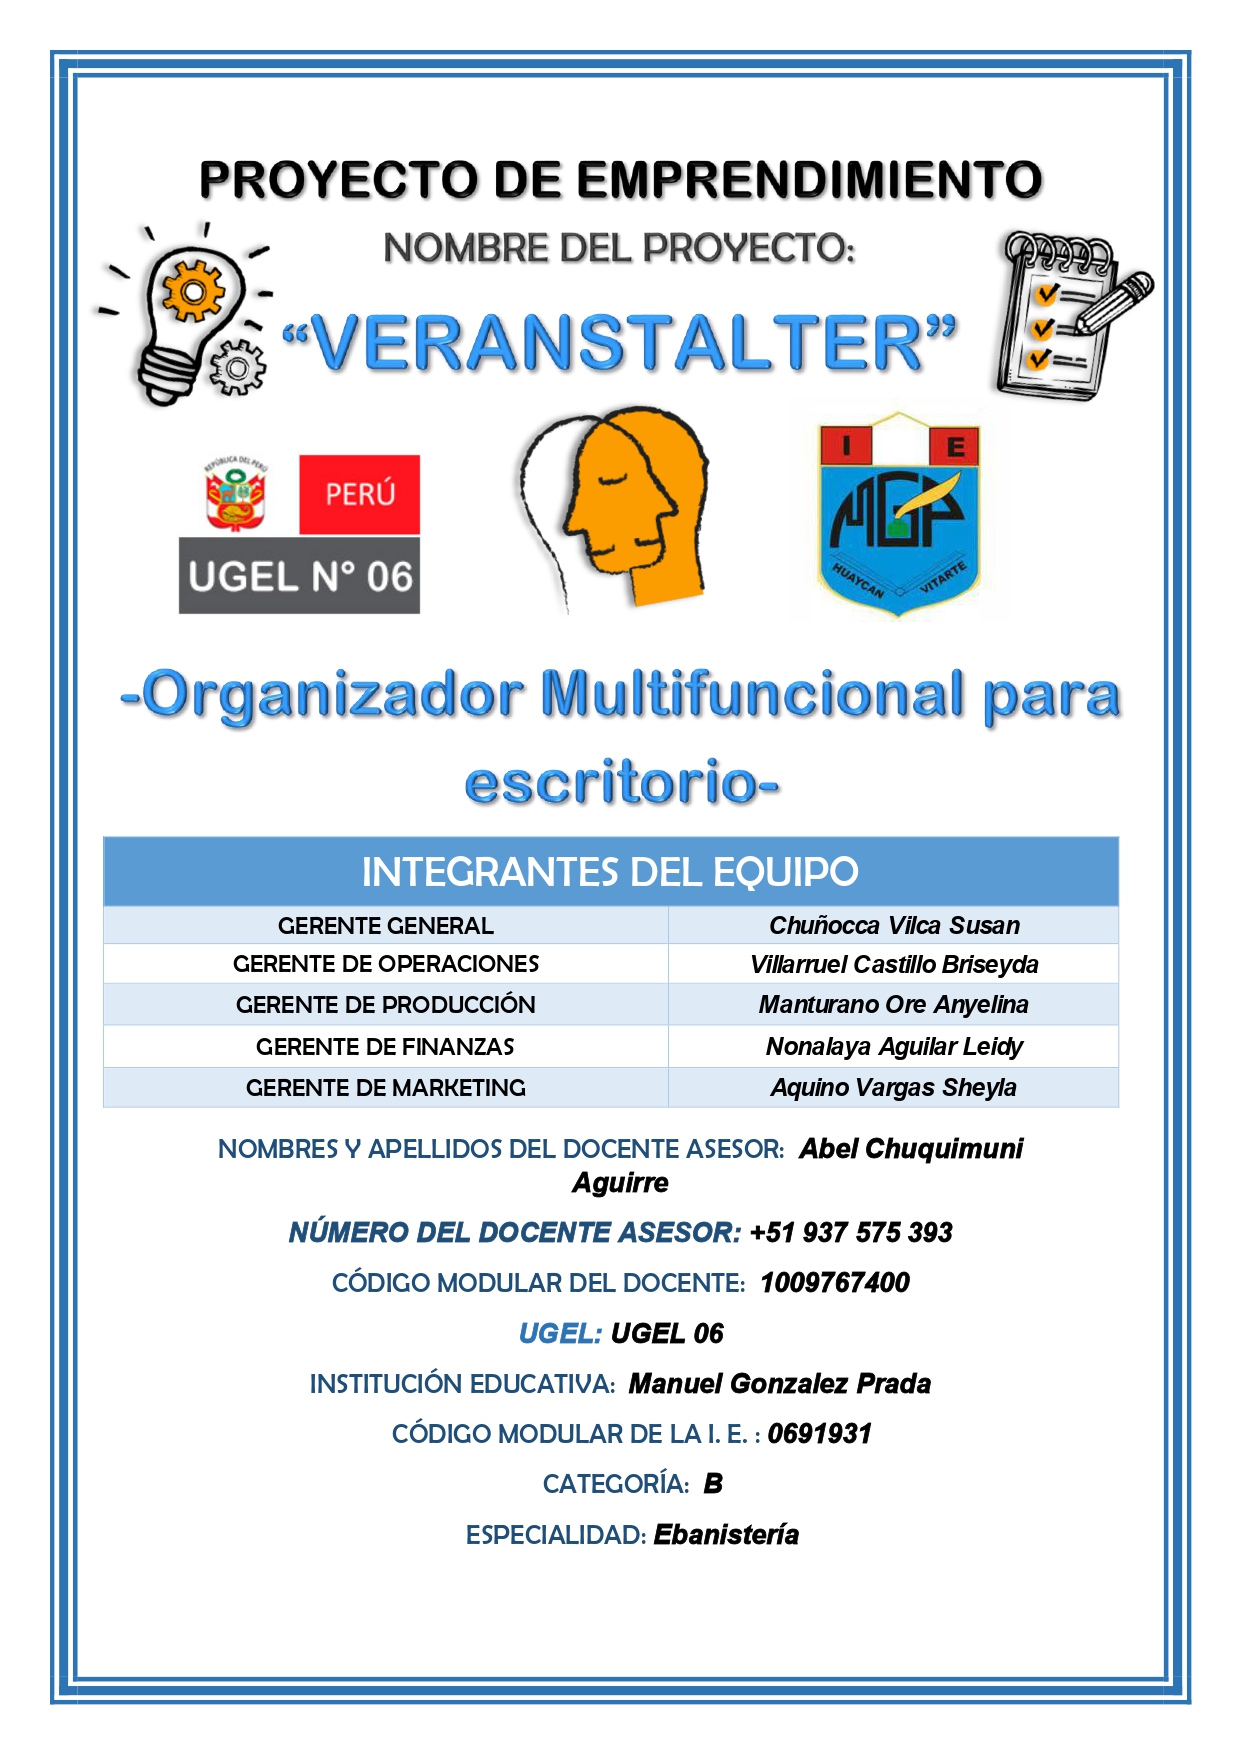 PROYECTO DE EMPRENDIMIENTO
NOMBRE DEL PROYECTO:
“VERANSTALTER”
REPÚBLICA DEL PERÚ
PERÚ
UGEL N° 06
I E
MGP
HUAYCAN VITARTE
-Organizador Multifuncional para
escritorio-
INTEGRANTES DEL EQUIPO
GERENTE GENERAL Chuñocca Vilca Susan
GERENTE DE OPERACIONES Villarruel Castillo Briseyda
GERENTE DE PRODUCCIÓN Manturano Ore Anyelina
GERENTE DE FINANZAS Nonalaya Aguilar Leidy
GERENTE DE MARKETING Aquino Vargas Sheyla
NOMBRES Y APELLIDOS DEL DOCENTE ASESOR: Abel Chuquimuni
Aguirre
NÚMERO DEL DOCENTE ASESOR: +51 937 575 393
CÓDIGO MODULAR DEL DOCENTE: 1009767400
UGEL: UGEL 06
INSTITUCIÓN EDUCATIVA: Manuel Gonzalez Prada
CÓDIGO MODULAR DE LA I. E. : 0691931
CATEGORÍA: B
ESPECIALIDAD: Ebanistería